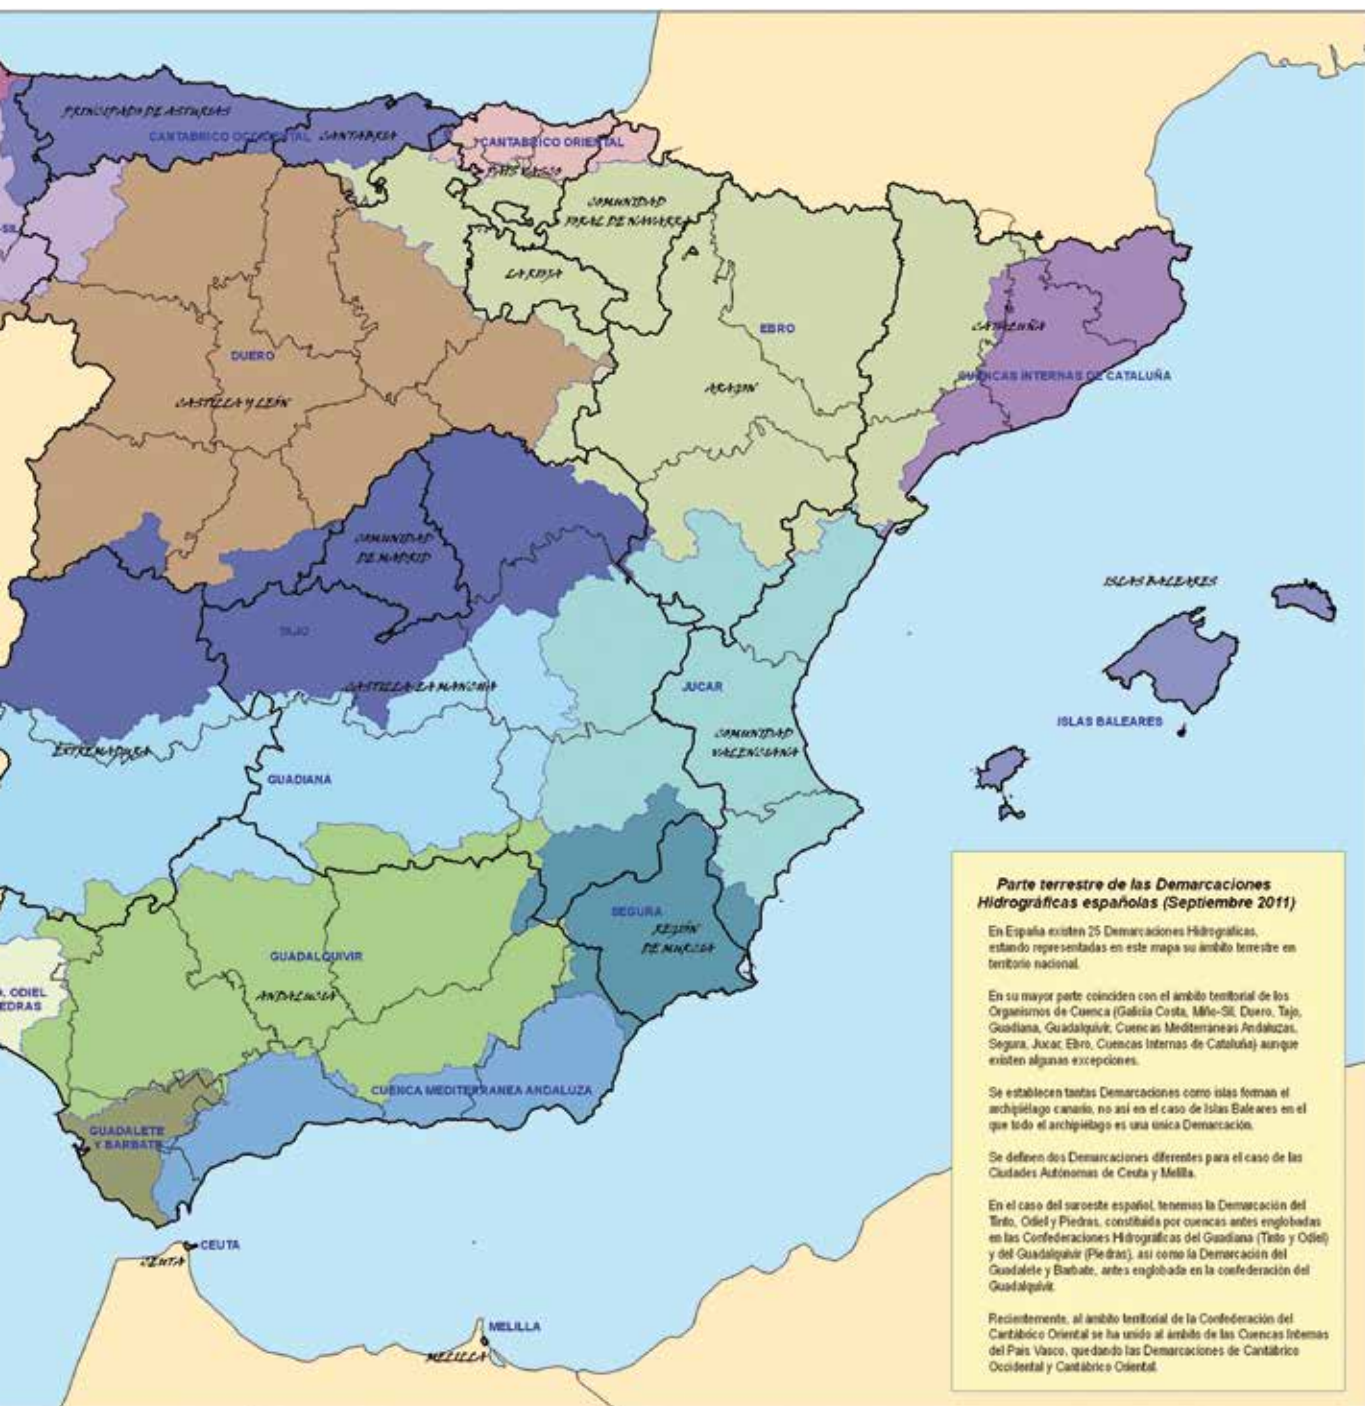 PRINCIPADO DE ASTURIAS
CANTABRICO OCCIDENTAL
CANTABRIA
CANTABRICO ORIENTAL
PAIS VASCO
COMUNIDAD
FORAL DE NAVARRA
-SIL
LA RIOJA
EBRO
CATALUÑA
DUERO
CUENCAS INTERNAS DE CATALUÑA
ARAGON
CASTILLA Y LEÓN
COMUNIDAD
DE MADRID
ISLAS BALEARES
TAJO
CASTILLA-LA MANCHA
JUCAR
ISLAS BALEARES
COMUNIDAD
VALENCIANA
EXTREMADURA
GUADIANA
SEGURA
REGIÓN
DE MURCIA
GUADALQUIVIR
O. ODIEL
EDRAS
ANDALUCIA
CUENCA MEDITERRANEA ANDALUZA
GUADALETE
Y BARBATE
CEUTA
CEUTA
MELILLA
MELILLA
Parte terrestre de las Demarcaciones
Hidrográficas españolas (Septiembre 2011)
En España existen 25 Demarcaciones Hidrográficas,
estando representadas en este mapa su ámbito terrestre en
territorio nacional.
En su mayor parte coinciden con el ámbito territorial de los
Organismos de Cuenca (Galicia Costa, Miño-Sil, Duero, Tajo,
Guadiana, Guadalquivir, Cuencas Mediterraneas Andaluzas,
Segura, Jucar, Ebro, Cuencas Internas de Cataluña) aunque
existen algunas excepciones.
Se establecen tantas Demarcaciones como islas forman el
archipiélago canario, no así en el caso de Islas Baleares en el
que todo el archipiélago es una única Demarcación.
Se definen dos Demarcaciones diferentes para el caso de las
Ciudades Autónomas de Ceuta y Melilla.
En el caso del suroeste español, tenemos la Demarcación del
Tinto, Odiel y Piedras, constituida por cuencas antes englobadas
en las Confederaciones Hidrográficas del Guadiana (Tinto y Odiel)
y del Guadalquivir (Piedras), así como la Demarcación del
Guadalete y Barbate, antes englobada en la confederación del
Guadalquivir.
Recientemente, al ámbito territorial de la Confederación del
Cantábrico Oriental se ha unido al ámbito de las Cuencas Internas
del País Vasco, quedando las Demarcaciones de Cantábrico
Occidental y Cantábrico Oriental.